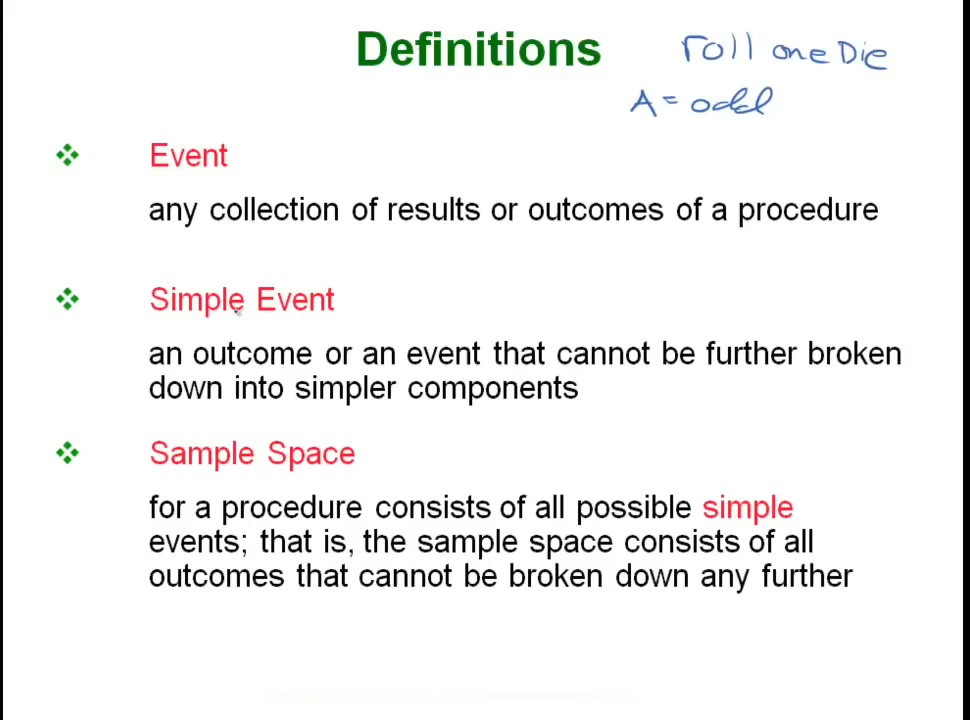 Definitions
roll one Die
A = odd
Event
any collection of results or outcomes of a procedure
Simple Event
an outcome or an event that cannot be further broken
down into simpler components
Sample Space
for a procedure consists of all possible simple
events; that is, the sample space consists of all
outcomes that cannot be broken down any further